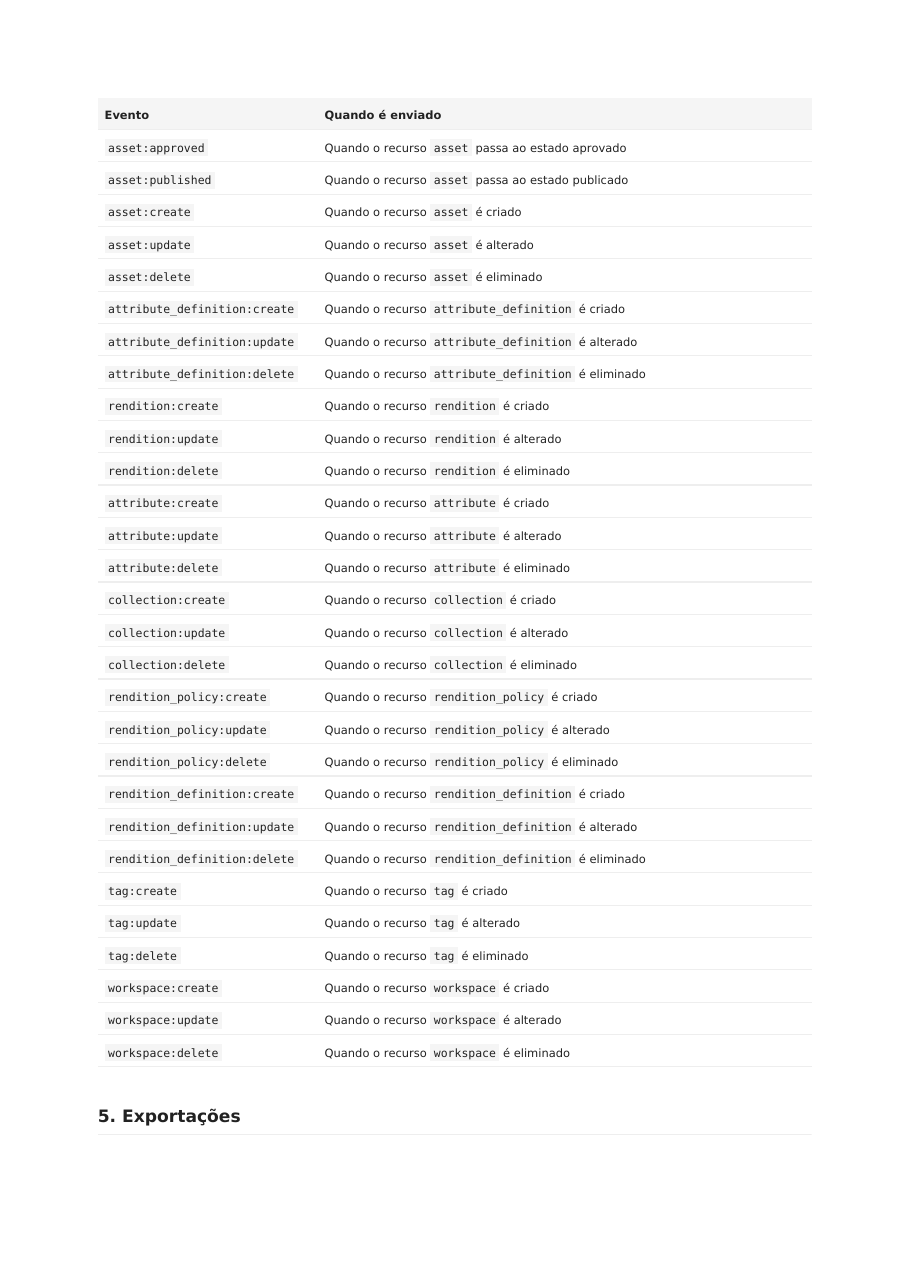 Evento Quando é enviado
asset:approved Quando o recurso asset passa ao estado aprovado
asset:published Quando o recurso asset passa ao estado publicado
asset:create Quando o recurso asset é criado
asset:update Quando o recurso asset é alterado
asset:delete Quando o recurso asset é eliminado
attribute_definition:create Quando o recurso attribute_definition é criado
attribute_definition:update Quando o recurso attribute_definition é alterado
attribute_definition:delete Quando o recurso attribute_definition é eliminado
rendition:create Quando o recurso rendition é criado
rendition:update Quando o recurso rendition é alterado
rendition:delete Quando o recurso rendition é eliminado
attribute:create Quando o recurso attribute é criado
attribute:update Quando o recurso attribute é alterado
attribute:delete Quando o recurso attribute é eliminado
collection:create Quando o recurso collection é criado
collection:update Quando o recurso collection é alterado
collection:delete Quando o recurso collection é eliminado
rendition_policy:create Quando o recurso rendition_policy é criado
rendition_policy:update Quando o recurso rendition_policy é alterado
rendition_policy:delete Quando o recurso rendition_policy é eliminado
rendition_definition:create Quando o recurso rendition_definition é criado
rendition_definition:update Quando o recurso rendition_definition é alterado
rendition_definition:delete Quando o recurso rendition_definition é eliminado
tag:create Quando o recurso tag é criado
tag:update Quando o recurso tag é alterado
tag:delete Quando o recurso tag é eliminado
workspace:create Quando o recurso workspace é criado
workspace:update Quando o recurso workspace é alterado
workspace:delete Quando o recurso workspace é eliminado
5. Exportações